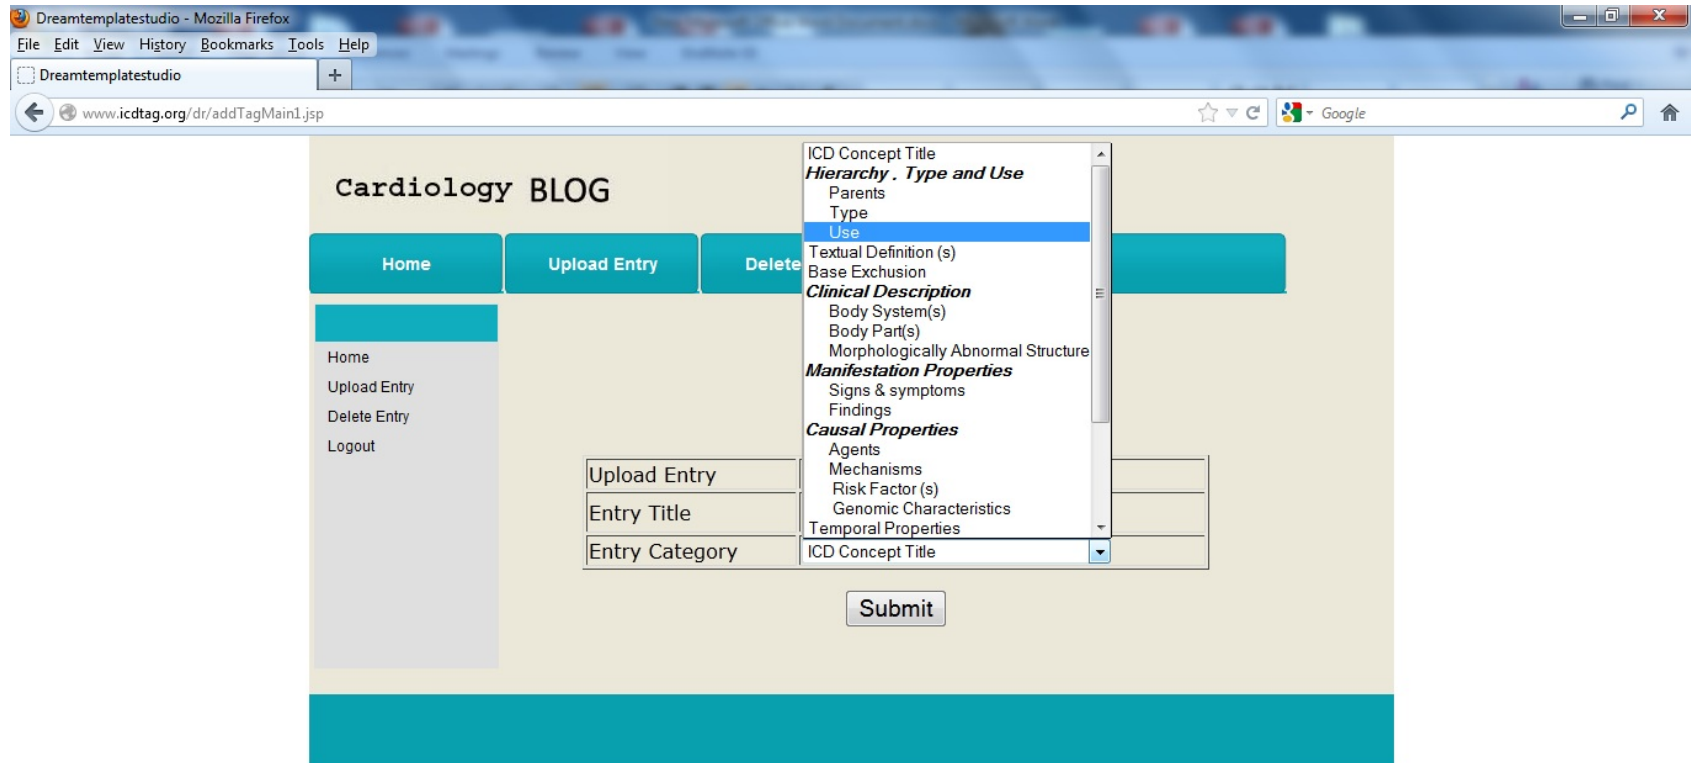 Dreamtemplatestudio - Mozilla Firefox
File Edit View History Bookmarks Tools Help
Dreamtemplatestudio +
www.icdtag.org/dr/addTagMain1.jsp Google
Cardiology BLOG
Home Upload Entry Delete
Home
Upload Entry
Delete Entry
Logout
ICD Concept Title
Hierarchy . Type and Use
Parents
Type
Use
Textual Definition (s)
Base Exchusion
Clinical Description
Body System(s)
Body Part(s)
Morphologically Abnormal Structure
Manifestation Properties
Signs & symptoms
Findings
Causal Properties
Agents
Mechanisms
Risk Factor (s)
Genomic Characteristics
Temporal Properties
Upload Entry
Entry Title
Entry Category ICD Concept Title
Submit